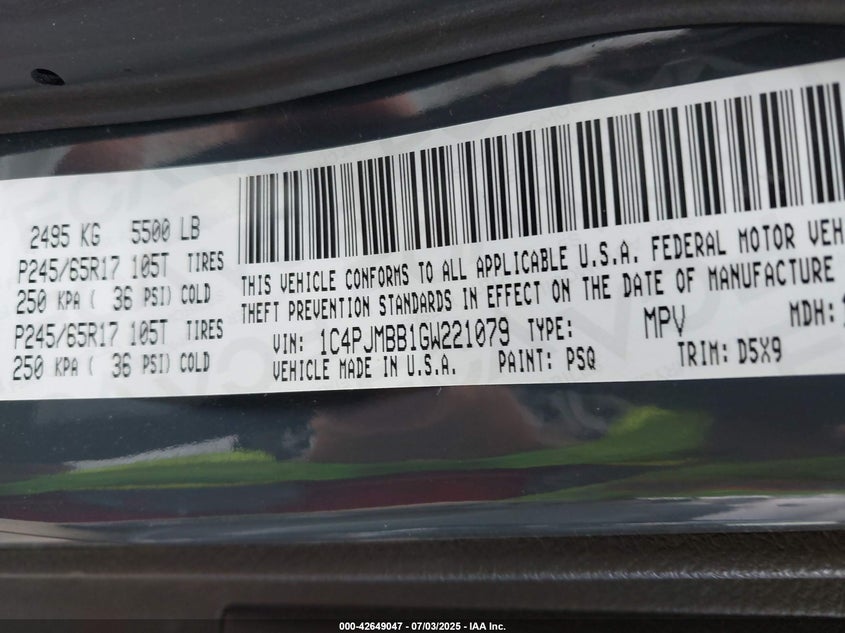 2495 KG 5500 LB
P245/65R17 105T TIRES
250 KPA ( 36 PSI) COLD
P245/65R17 105T TIRES
250 KPA ( 36 PSI) COLD
THIS VEHICLE CONFORMS TO ALL APPLICABLE U.S.A. FEDERAL MOTOR VEH
THEFT PREVENTION STANDARDS IN EFFECT ON THE DATE OF MANUFACTURE
VIN: 1C4PJMBB1GW221079 TYPE: MPV MDH:
VEHICLE MADE IN U.S.A. PAINT: PSQ TRIM: D5X9
000-42649047 - 07/03/2025 - IAA Inc.